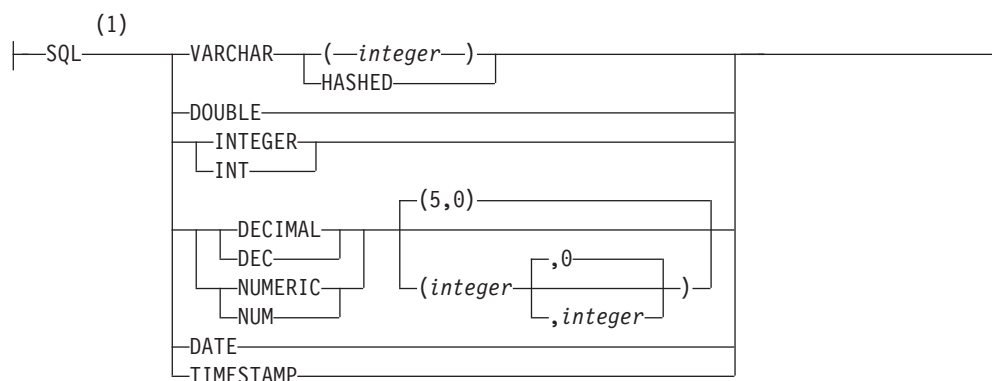 (1)
SQL VARCHAR ( integer )
HASHED
DOUBLE
INTEGER
INT
(5,0)
DECIMAL
DEC ,0
NUMERIC (integer )
NUM ,integer
DATE
TIMESTAMP